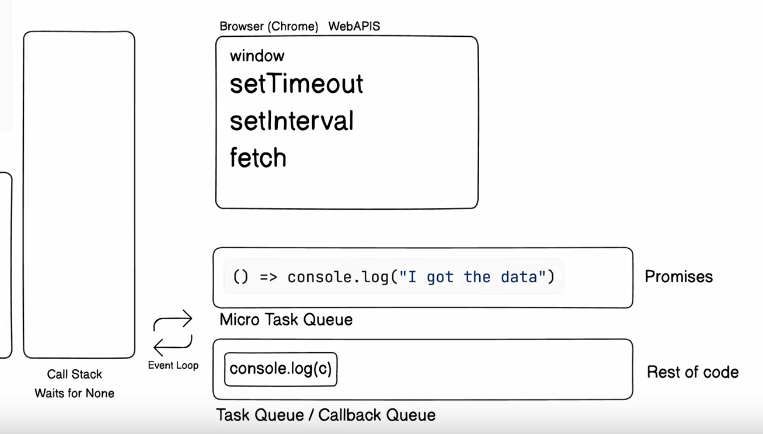 Browser (Chrome) WebAPIS
window
setTimeout
setInterval
fetch
() => console.log("I got the data")
Promises
Micro Task Queue
Event Loop
console.log(c)
Rest of code
Task Queue / Callback Queue
Call Stack
Waits for None